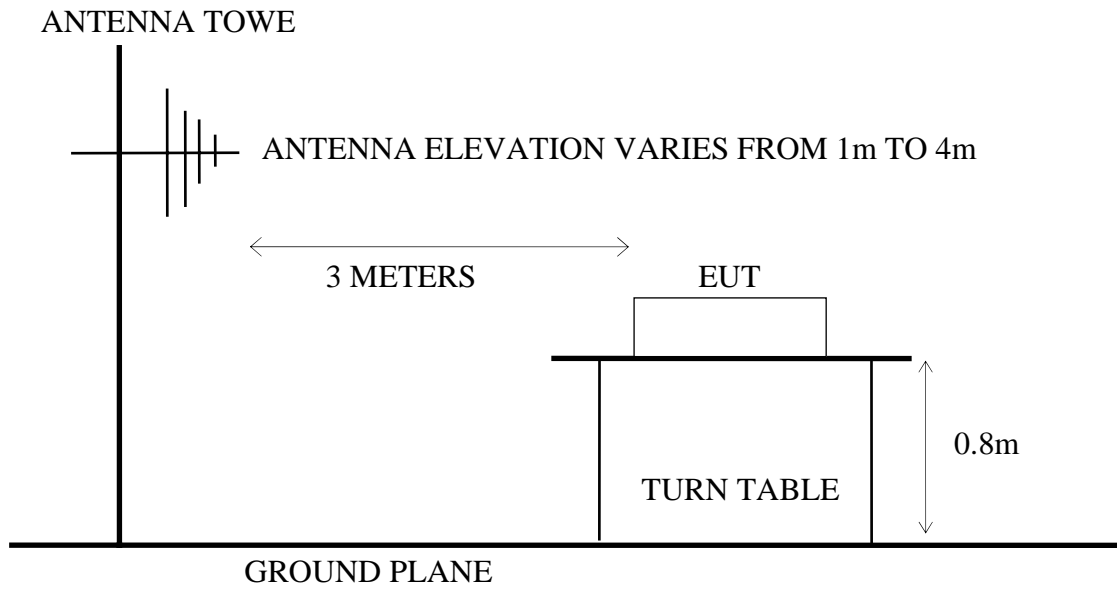 ANTENNA TOWE
ANTENNA ELEVATION VARIES FROM 1m TO 4m
3 METERS
EUT
0.8m
TURN TABLE
GROUND PLANE